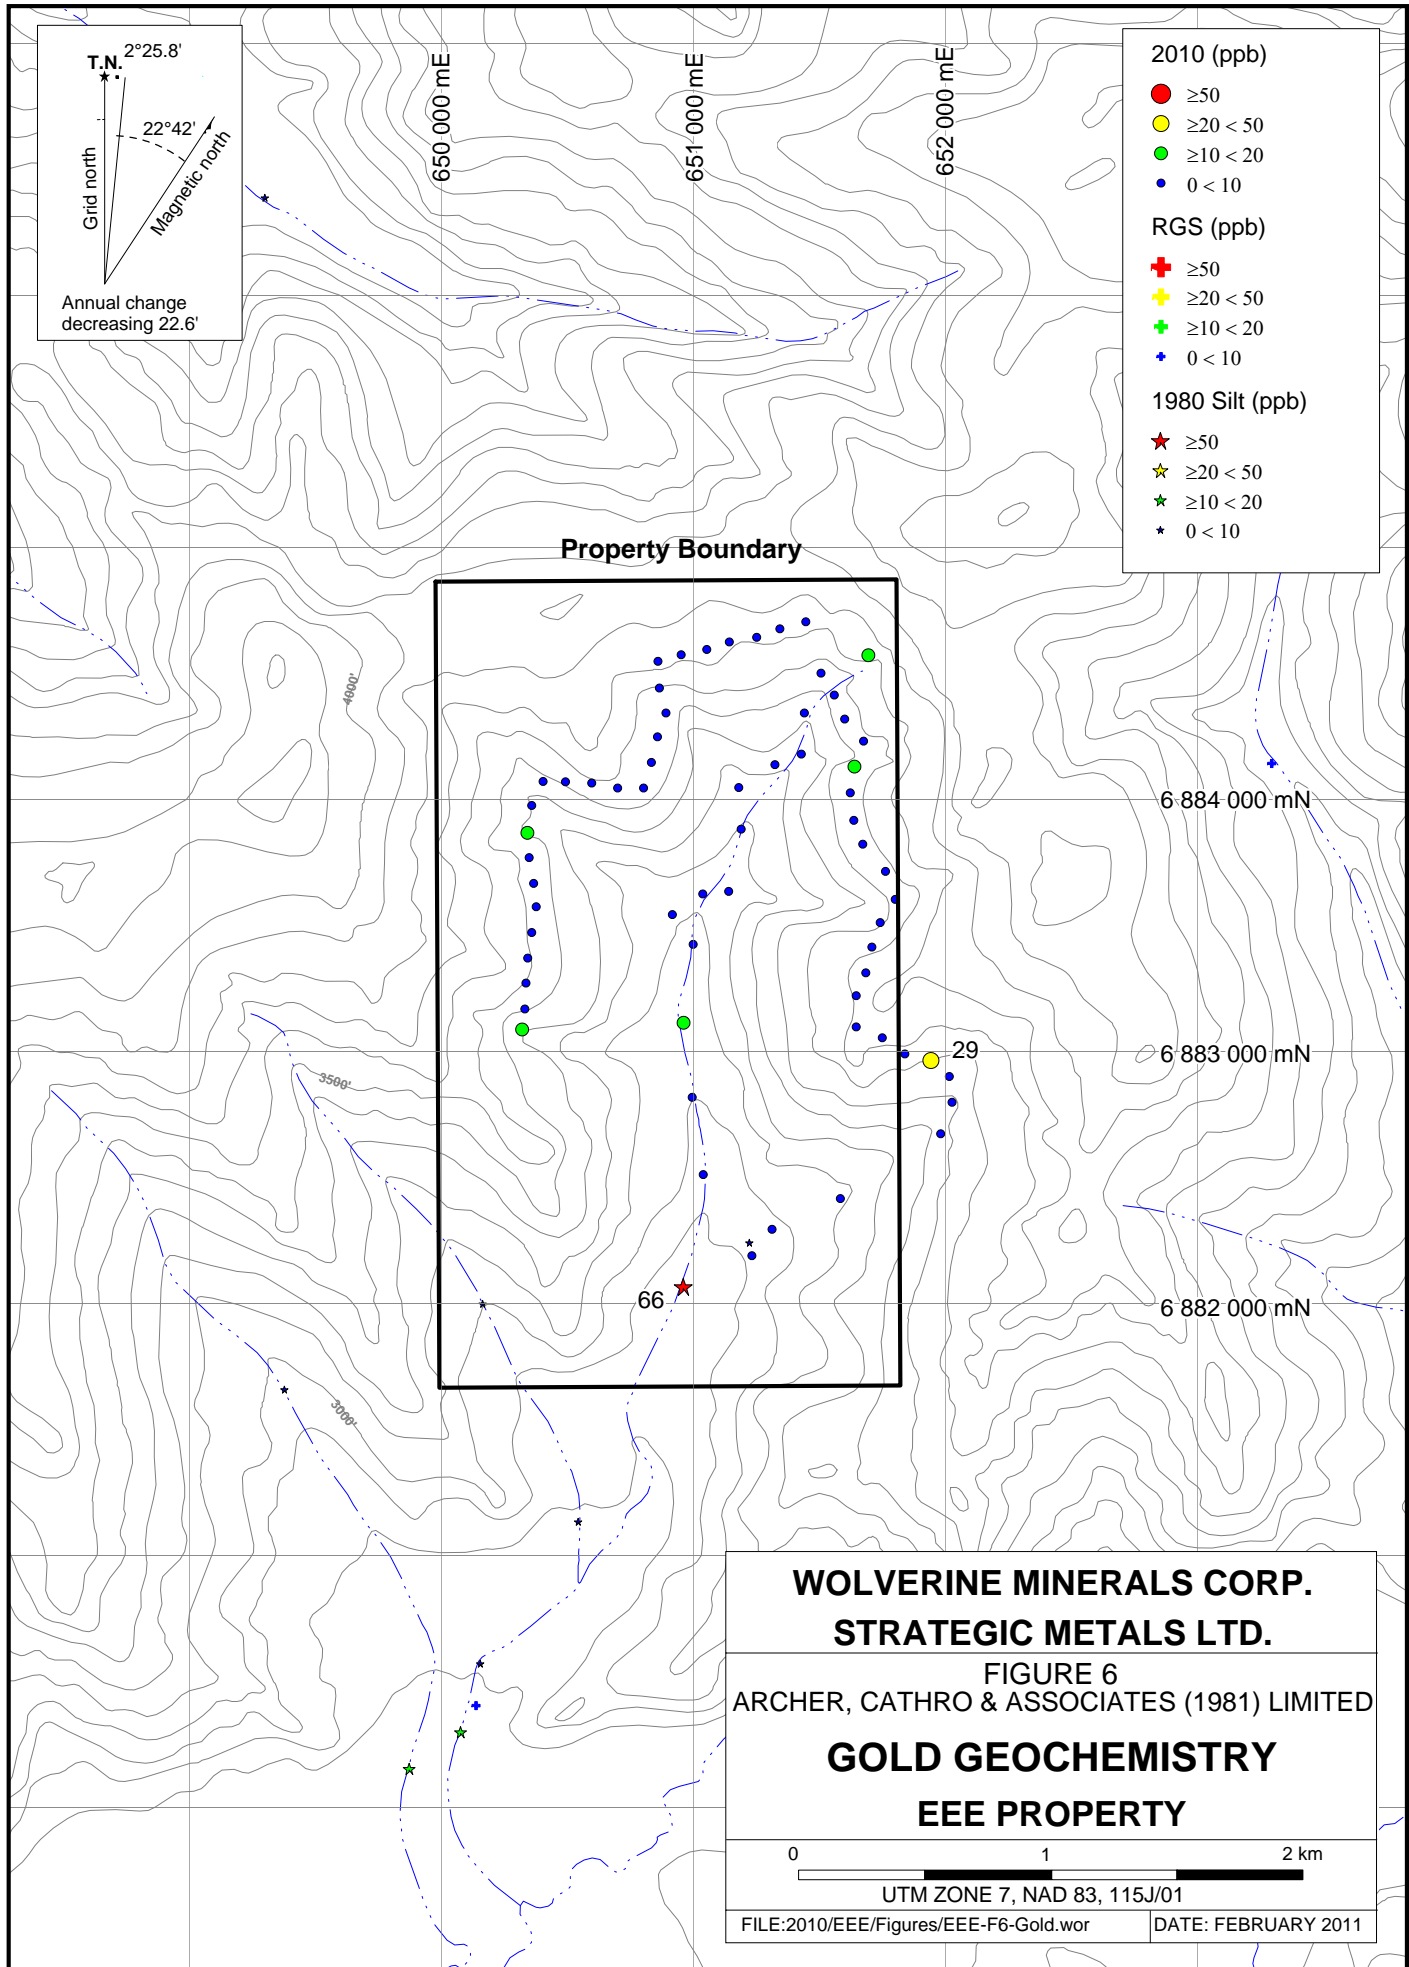 T.N. 2°25.8'
22°42'
Grid north
Magnetic north
Annual change
decreasing 22.6'
650 000 mE
651 000 mE
652 000 mE
2010 (ppb)
≥50
≥20 < 50
≥10 < 20
0 < 10
RGS (ppb)
≥50
≥20 < 50
≥10 < 20
0 < 10
1980 Silt (ppb)
≥50
≥20 < 50
≥10 < 20
0 < 10
Property Boundary
4000'
6 884 000 mN
29
6 883 000 mN
3500'
66
6 882 000 mN
3000'
WOLVERINE MINERALS CORP.
STRATEGIC METALS LTD.
FIGURE 6
ARCHER, CATHRO & ASSOCIATES (1981) LIMITED
GOLD GEOCHEMISTRY
EEE PROPERTY
0 1 2 km
UTM ZONE 7, NAD 83, 115J/01
FILE:2010/EEE/Figures/EEE-F6-Gold.wor DATE: FEBRUARY 2011